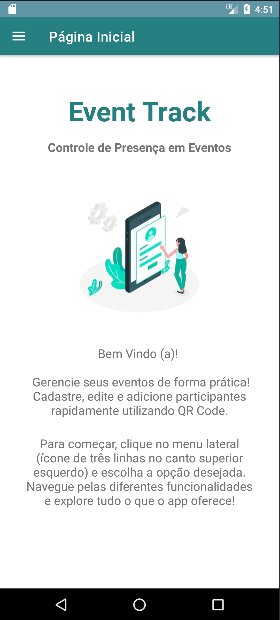 4:51
Página Inicial
Event Track
Controle de Presença em Eventos
Bem Vindo (a)!
Gerencie seus eventos de forma prática!
Cadastre, edite e adicione participantes
rapidamente utilizando QR Code.
Para começar, clique no menu lateral
(ícone de três linhas no canto superior
esquerdo) e escolha a opção desejada.
Navegue pelas diferentes funcionalidades
e explore tudo o que o app oferece!